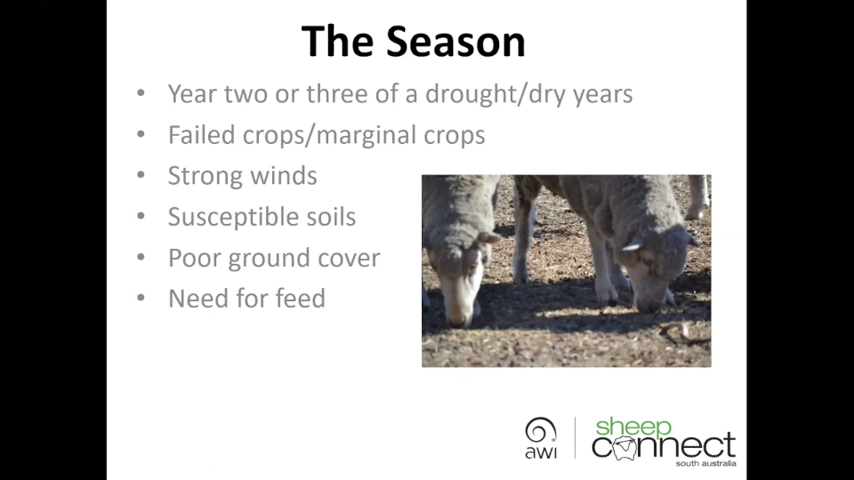 The Season
• Year two or three of a drought/dry years
• Failed crops/marginal crops
• Strong winds
• Susceptible soils
• Poor ground cover
• Need for feed
awi
sheep
connect
south australia